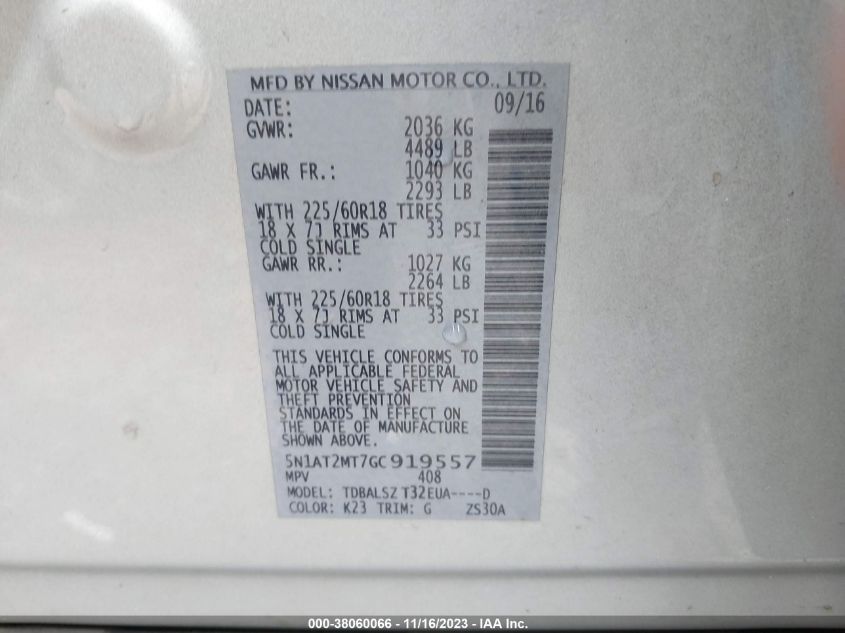 MFD BY NISSAN MOTOR CO., LTD.
DATE: 09/16
GVWR: 2036 KG
4489 LB
GAWR FR.: 1040 KG
2293 LB
WITH 225/60R18 TIRES
18 X 7J RIMS AT 33 PSI
COLD SINGLE
GAWR RR.: 1027 KG
2264 LB
WITH 225/60R18 TIRES
18 X 7J RIMS AT 33 PSI
COLD SINGLE
THIS VEHICLE CONFORMS TO
ALL APPLICABLE FEDERAL
MOTOR VEHICLE SAFETY AND
THEFT PREVENTION
STANDARDS IN EFFECT ON
THE DATE OF MANUFACTURE
SHOWN ABOVE.
5N1AT2MT7GC919557
MPV 408
MODEL: TDBALSZ T32EUA----D
COLOR: K23 TRIM: G ZS30A
000-38060066 - 11/16/2023 - IAA Inc.